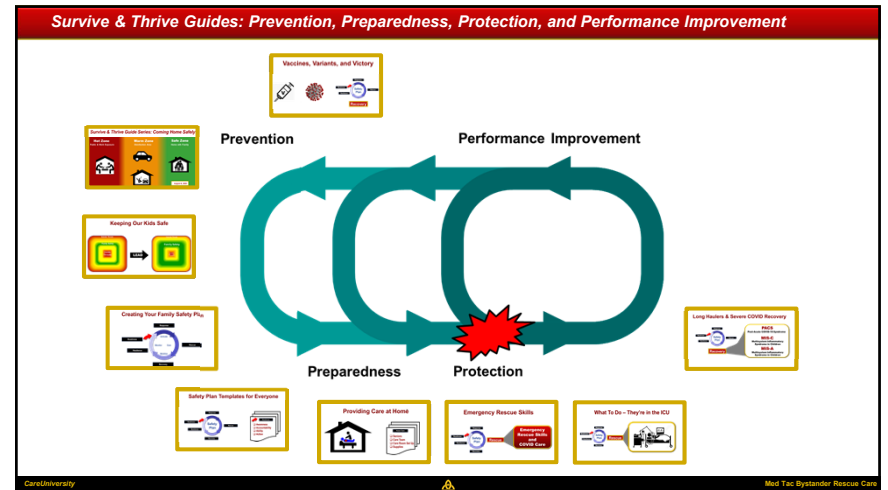 Survive & Thrive Guides: Prevention, Preparedness, Protection, and Performance Improvement
Vaccines, Variants, and Victory
Recovery
Survive & Thrive Guide Series: Coming Home Safely
Hot Zone
Warm Zone
Safe Zone
Prevention
Performance Improvement
Keeping Our Kids Safe
Creating Your Family Safety Plan
Long Haulers & Severe COVID Recovery
PACS
MIS-C
MIS-A
Recovery
Preparedness
Protection
Safety Plan Templates for Everyone
Providing Care at Home
Emergency Rescue Skills
Rescue
Emergency
Rescue Skills
and
COVID Care
What To Do – They're in the ICU
Rescue
CareUniversity
Med Tac Bystander Rescue Care